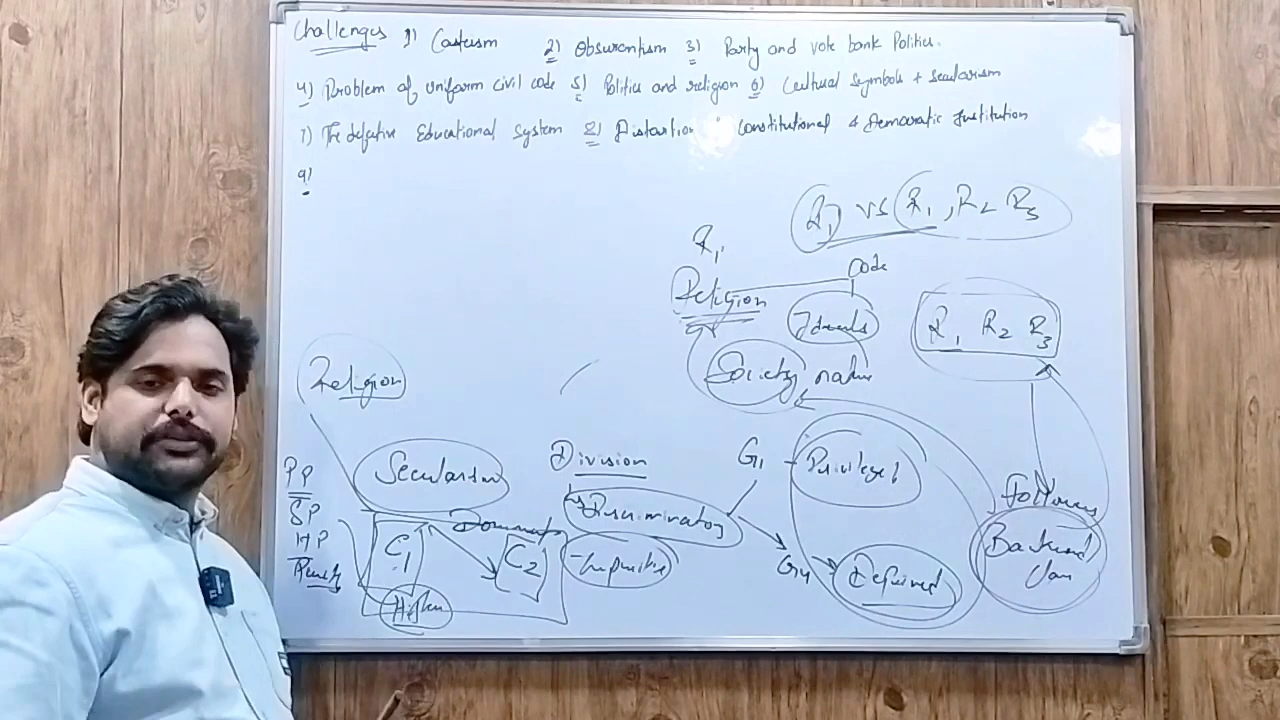 Challenges 1) Casteism 2) Obsurantism 3) Party and vote bank Politics.
4) Problem of uniform civil code 5) Politics and religion 6) Cultural symbols + secularism
7) The defective Educational System 8) Distortion of Constitutional & Democratic Institution
9)
R1 vs R1, R2 R3
R1
Code
Religion
Ideals
R1 R2 R3
Society
Religion
Division
G1 Privileged
Secularism
PP
SP
MP
Discriminatory
followers
C1
C2
Backward class
G4 Deprived
Higher